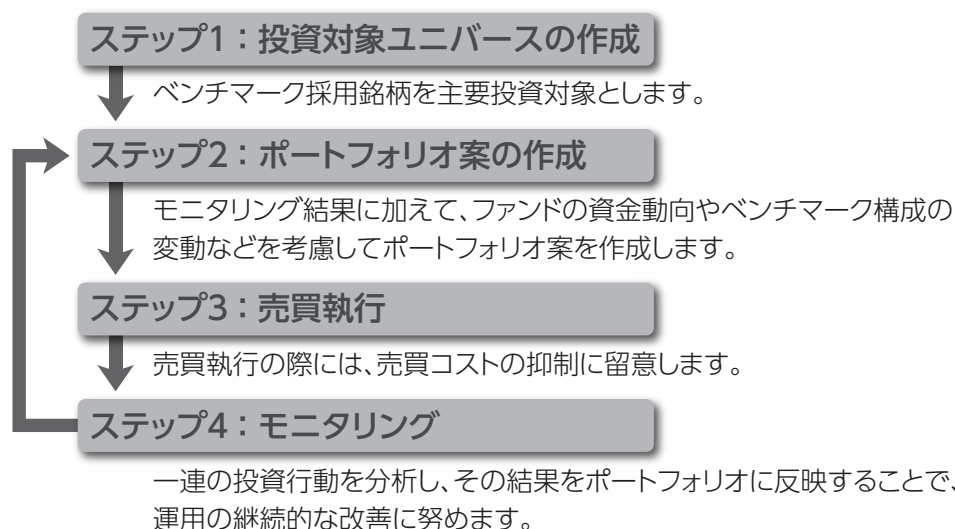 ステップ1：投資対象ユニバースの作成
ベンチマーク採用銘柄を主要投資対象とします。
ステップ2：ポートフォリオ案の作成
モニタリング結果に加えて、ファンドの資金動向やベンチマーク構成の
変動などを考慮してポートフォリオ案を作成します。
ステップ3：売買執行
売買執行の際には、売買コストの抑制に留意します。
ステップ4：モニタリング
一連の投資行動を分析し、その結果をポートフォリオに反映することで、
運用の継続的な改善に努めます。